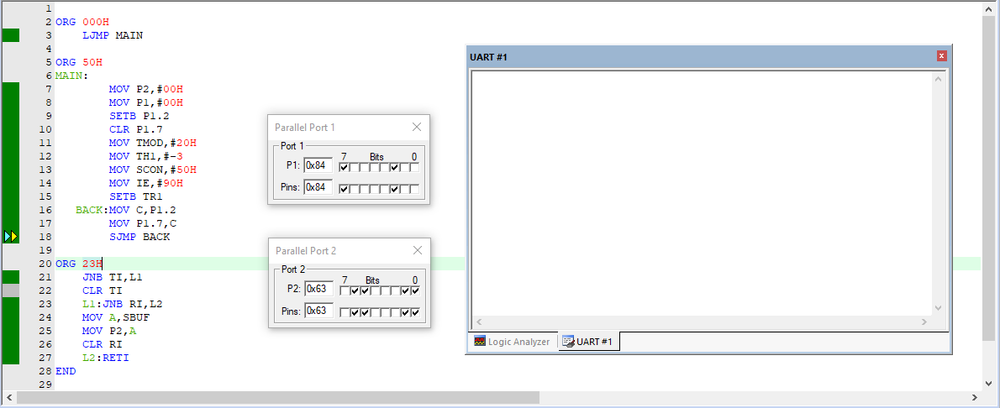 1
2 ORG 000H
3 LJMP MAIN
4
5 ORG 50H
6 MAIN:
7 MOV P2,#00H
8 MOV P1,#00H
9 SETB P1.2
10 CLR P1.7
11 MOV TMOD,#20H
12 MOV TH1,#-3
13 MOV SCON,#50H
14 MOV IE,#90H
15 SETB TR1
16 BACK:MOV C,P1.2
17 MOV P1.7,C
18 SJMP BACK
19
20 ORG 23H
21 JNB TI,L1
22 CLR TI
23 L1:JNB RI,L2
24 MOV A,SBUF
25 MOV P2,A
26 CLR RI
27 L2:RETI
28 END
29
Parallel Port 1
Port 1
7 Bits 0
P1: 0x84
Pins: 0x84
Parallel Port 2
Port 2
7 Bits 0
P2: 0x63
Pins: 0x63
UART #1
Logic Analyzer UART #1